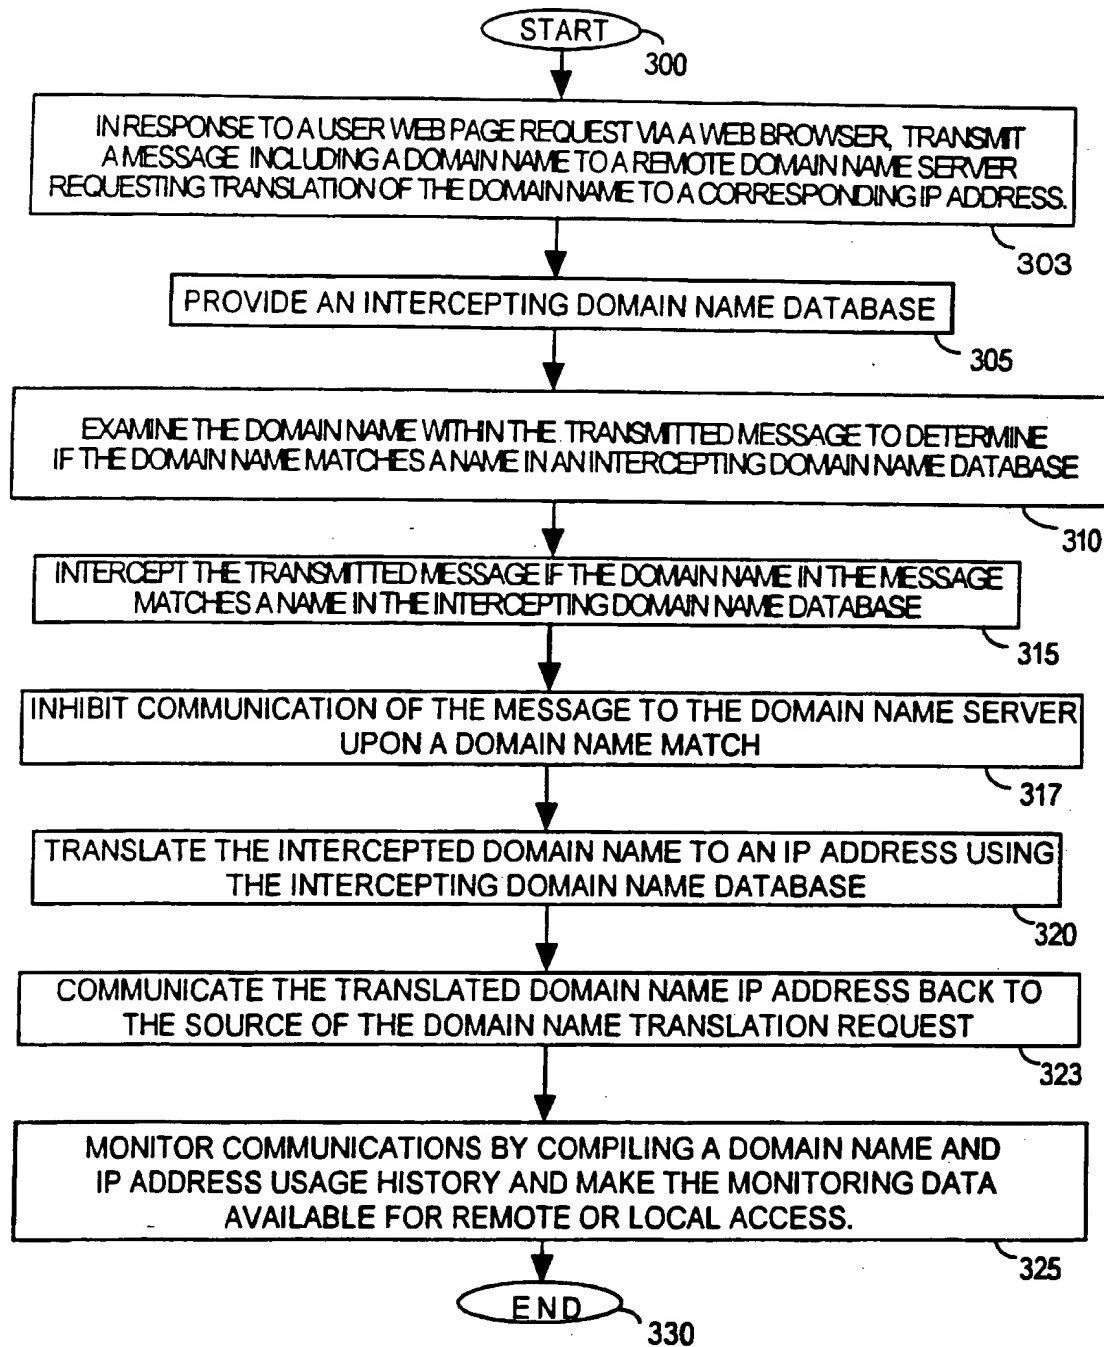 START
300
IN RESPONSE TO A USER WEB PAGE REQUEST VIA A WEB BROWSER, TRANSMIT
A MESSAGE INCLUDING A DOMAIN NAME TO A REMOTE DOMAIN NAME SERVER
REQUESTING TRANSLATION OF THE DOMAIN NAME TO A CORRESPONDING IP ADDRESS.
303
PROVIDE AN INTERCEPTING DOMAIN NAME DATABASE
305
EXAMINE THE DOMAIN NAME WITHIN THE TRANSMITTED MESSAGE TO DETERMINE
IF THE DOMAIN NAME MATCHES A NAME IN AN INTERCEPTING DOMAIN NAME DATABASE
310
INTERCEPT THE TRANSMITTED MESSAGE IF THE DOMAIN NAME IN THE MESSAGE
MATCHES A NAME IN THE INTERCEPTING DOMAIN NAME DATABASE
315
INHIBIT COMMUNICATION OF THE MESSAGE TO THE DOMAIN NAME SERVER
UPON A DOMAIN NAME MATCH
317
TRANSLATE THE INTERCEPTED DOMAIN NAME TO AN IP ADDRESS USING
THE INTERCEPTING DOMAIN NAME DATABASE
320
COMMUNICATE THE TRANSLATED DOMAIN NAME IP ADDRESS BACK TO
THE SOURCE OF THE DOMAIN NAME TRANSLATION REQUEST
323
MONITOR COMMUNICATIONS BY COMPILING A DOMAIN NAME AND
IP ADDRESS USAGE HISTORY AND MAKE THE MONITORING DATA
AVAILABLE FOR REMOTE OR LOCAL ACCESS.
325
END
330